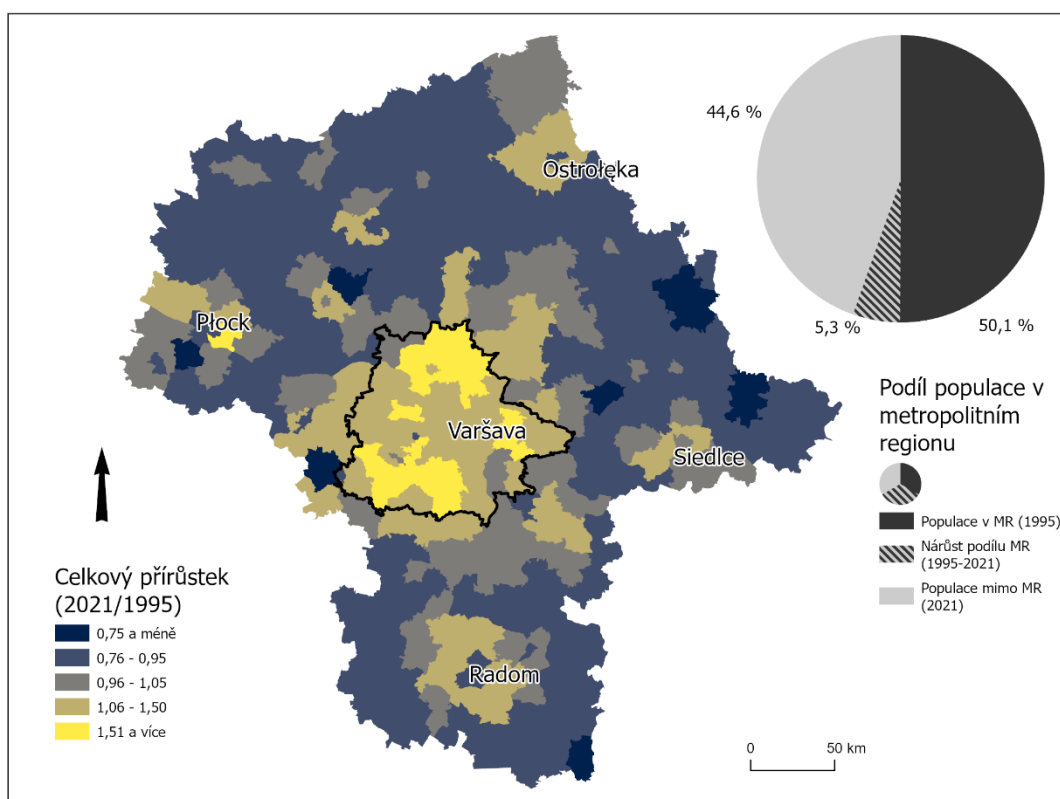 44,6 %
Ostrołęka
Płock
5,3 %
50,1 %
Podíl populace v
metropolitním
regionu
Varšava
Siedlce
Populace v MR (1995)
Nárůst podílu MR
(1995-2021)
Populace mimo MR
(2021)
Celkový přírůstek
(2021/1995)
0,75 a méně
0,76 - 0,95
0,96 - 1,05
1,06 - 1,50
1,51 a více
Radom
0 50 km